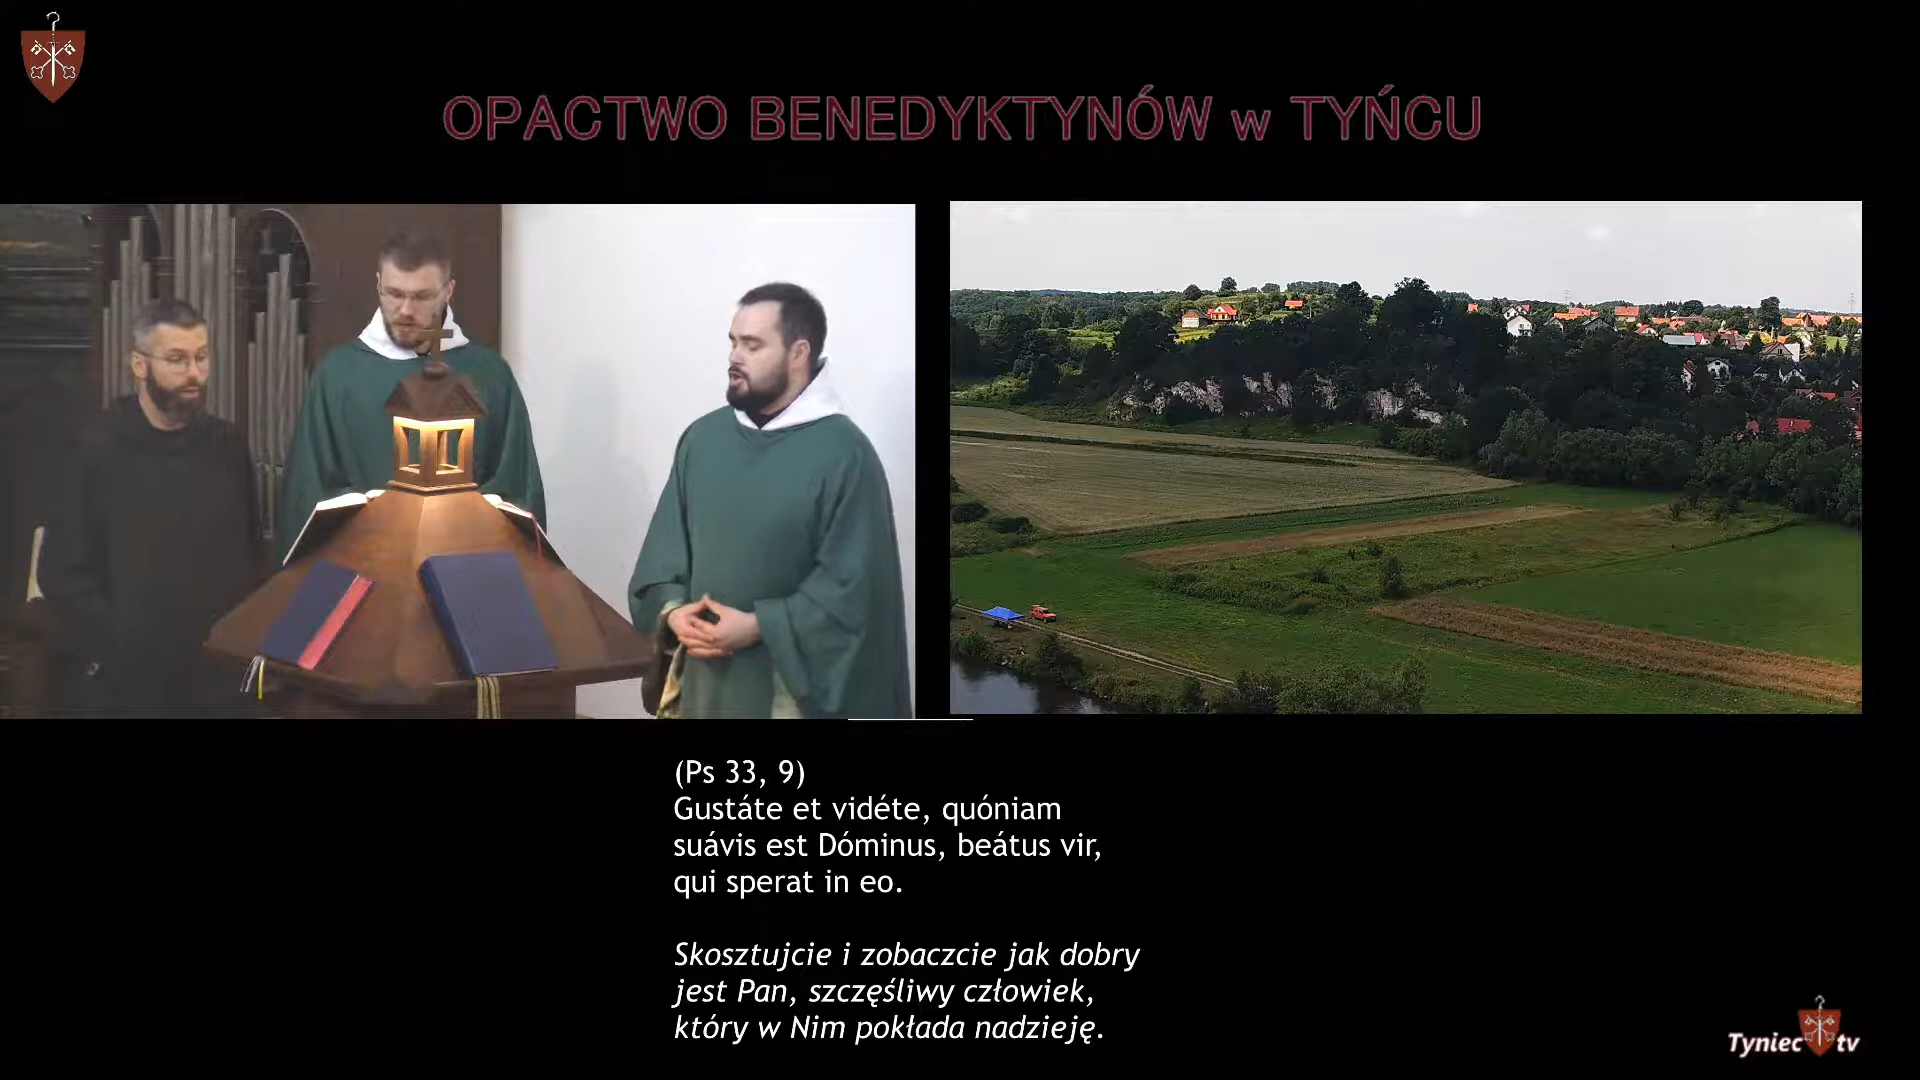 OPACTWO BENEDYKTYNÓW w TYŃCU
(Ps 33, 9)
Gustáte et vidéte, quóniam
suávis est Dóminus, beátus vir,
qui sperat in eo.
Skosztujcie i zobaczcie jak dobry
jest Pan, szczęśliwy człowiek,
który w Nim pokłada nadzieję.
Tyniec tv